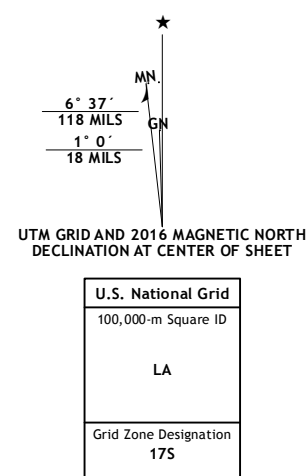 ★
MN.
6° 37´
118 MILS
GN
1° 0´
18 MILS
UTM GRID AND 2016 MAGNETIC NORTH
DECLINATION AT CENTER OF SHEET
U.S. National Grid
100,000-m Square ID
LA
Grid Zone Designation
17S